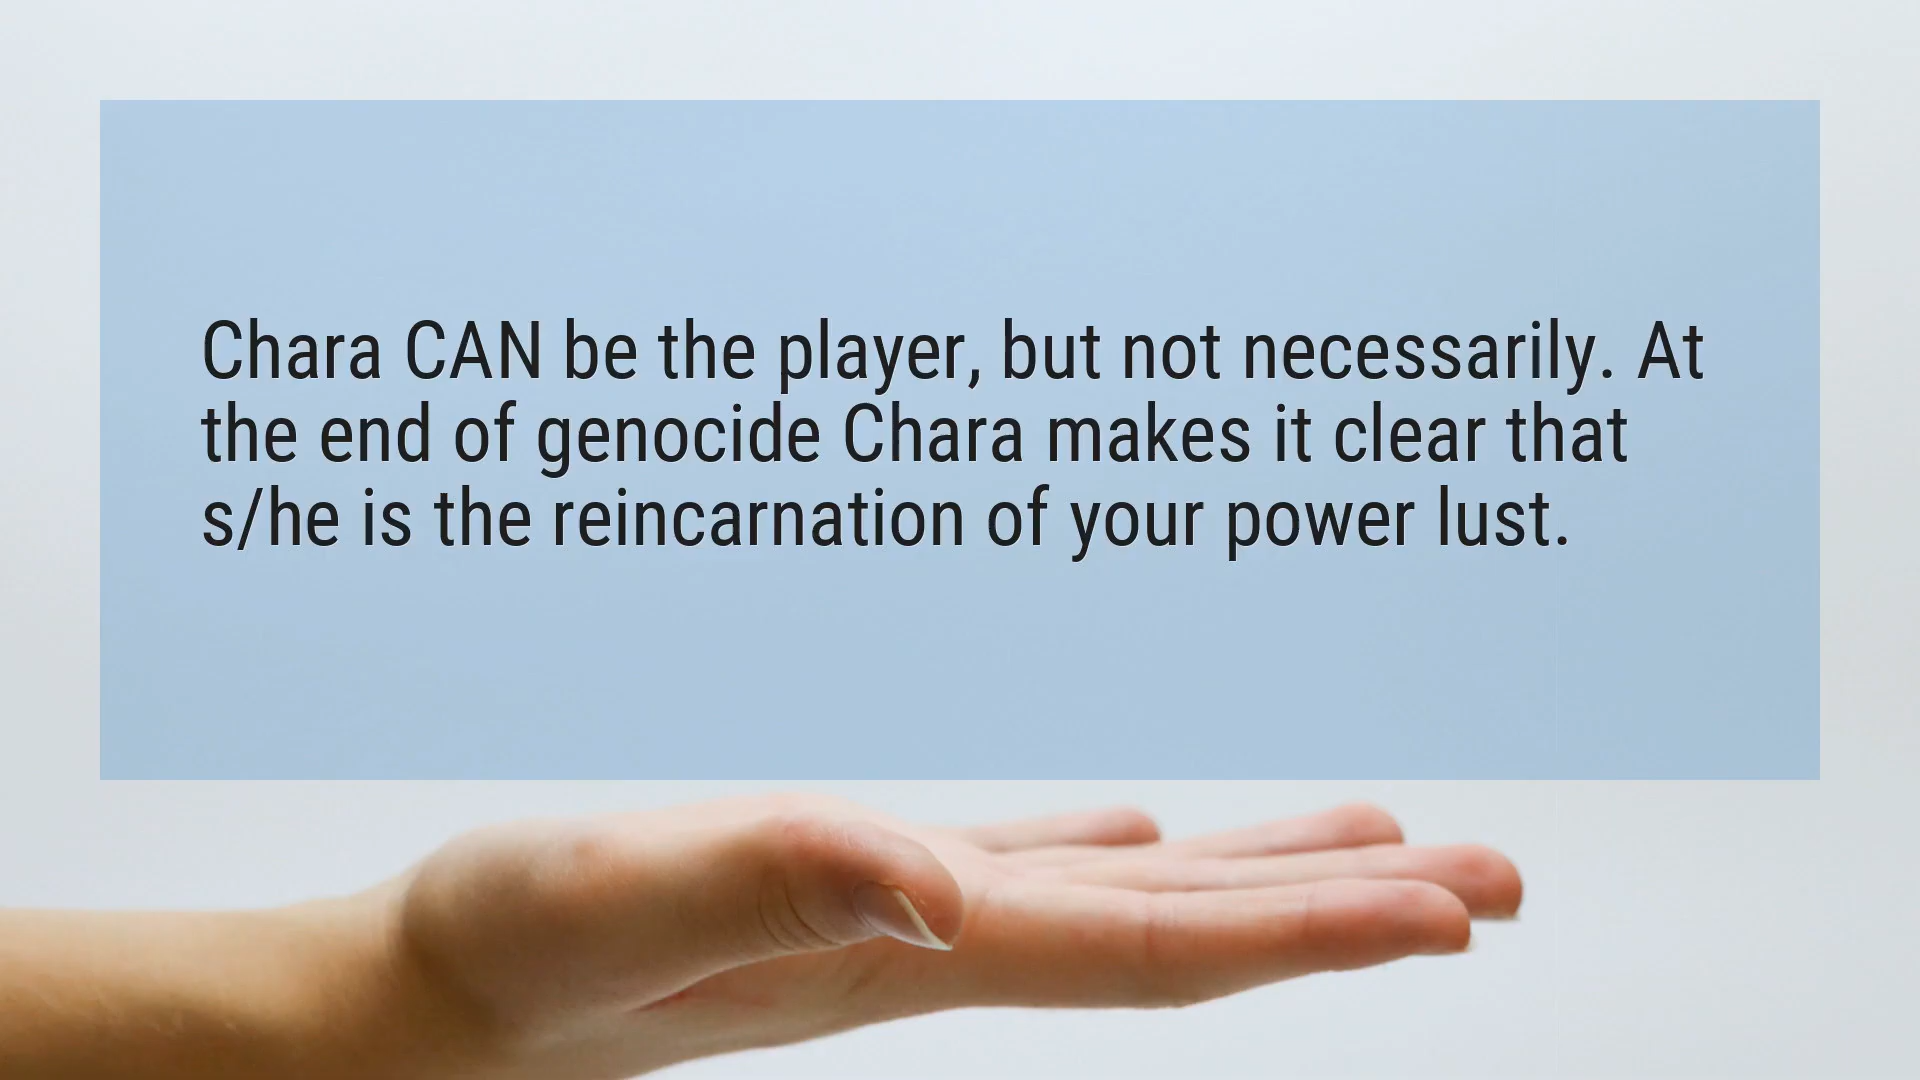 Chara CAN be the player, but not necessarily. At
the end of genocide Chara makes it clear that
s/he is the reincarnation of your power lust.